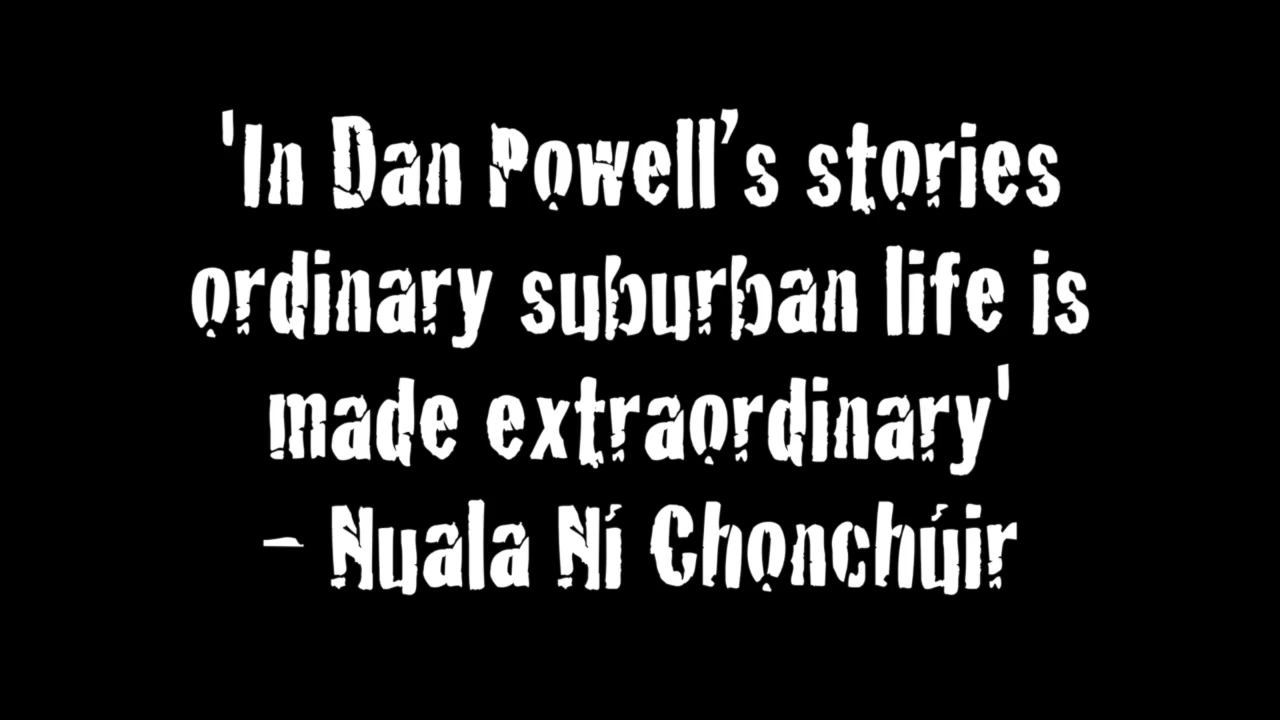 'In Dan Powell’s stories
ordinary suburban life is
made extraordinary'
– Nuala Ní Chonchúir